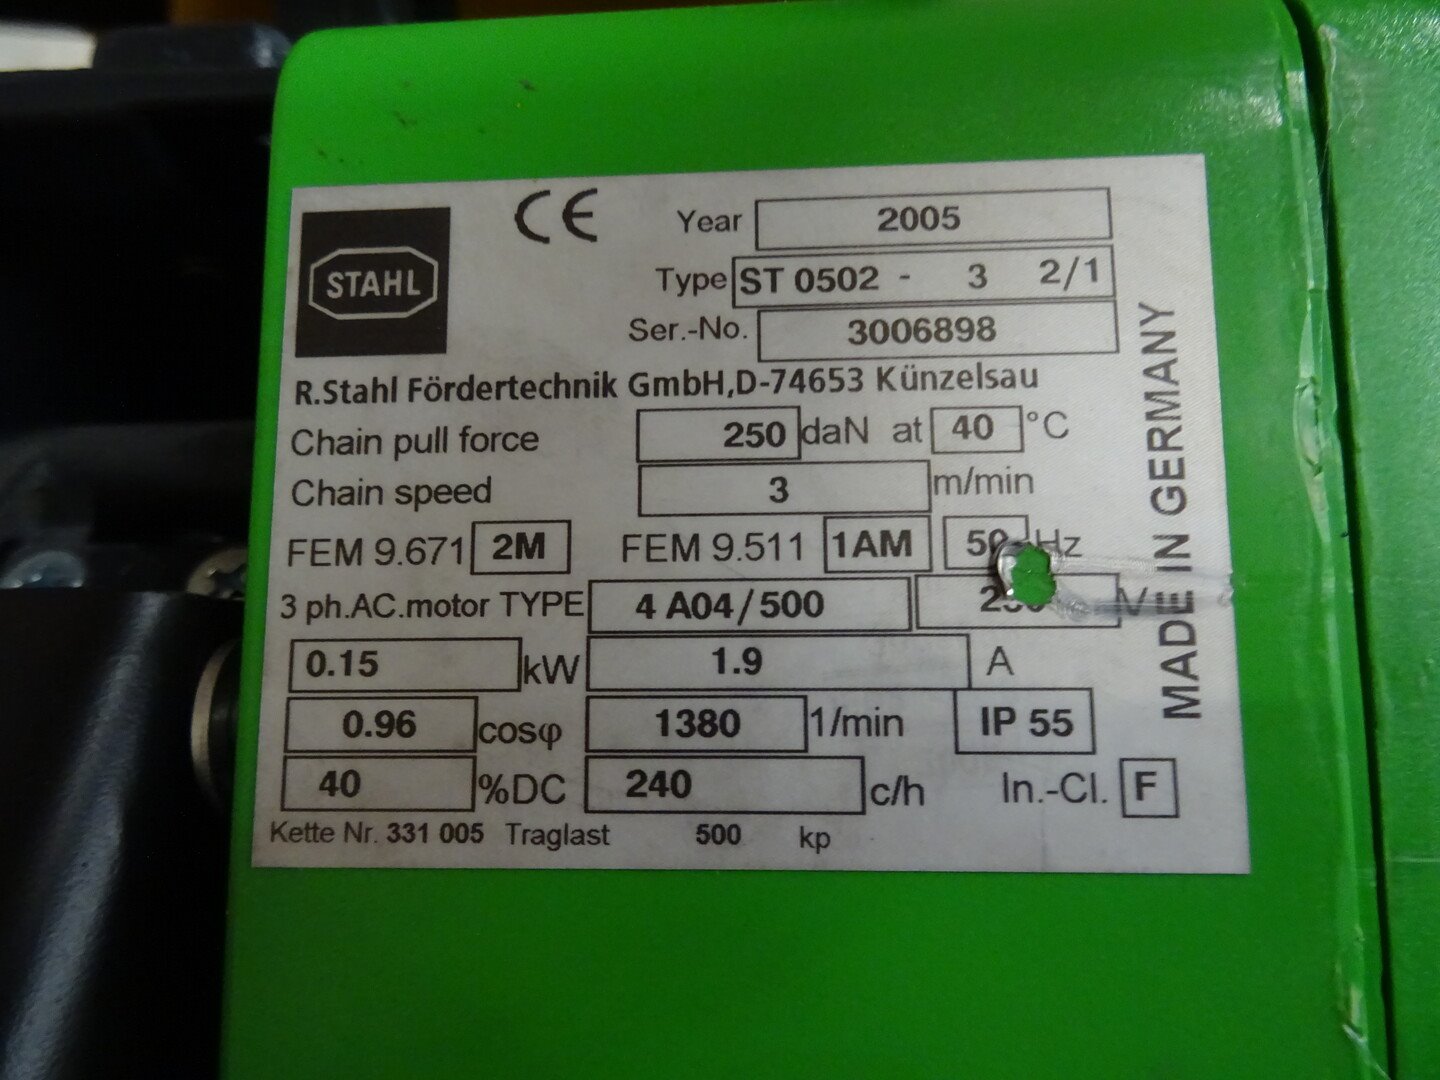 STAHL
CE
Year 2005
Type ST 0502 - 3 2/1
Ser.-No. 3006898
R.Stahl Fördertechnik GmbH,D-74653 Künzelsau
Chain pull force 250 daN at 40 °C
Chain speed 3 m/min
FEM 9.671 2M FEM 9.511 1AM 50 Hz
3 ph.AC.motor TYPE 4 A04/500 V
0.15 kW 1.9 A
0.96 cosφ 1380 1/min IP 55
40 %DC 240 c/h In.-Cl. F
Kette Nr. 331 005 Traglast 500 kp
MADE IN GERMANY